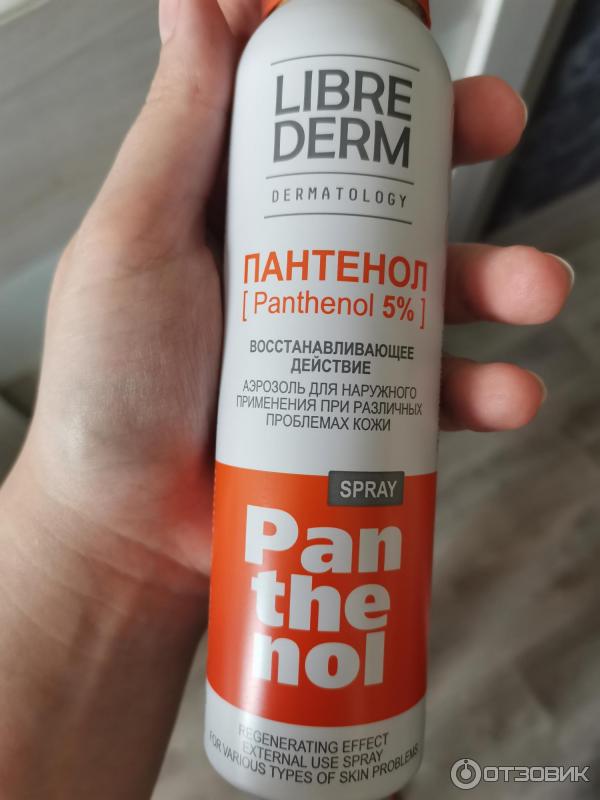 LIBRE
DERM
DERMATOLOGY
ПАНТЕНОЛ
[ Panthenol 5% ]
ВОССТАНАВЛИВАЮЩЕЕ
ДЕЙСТВИЕ
АЭРОЗОЛЬ ДЛЯ НАРУЖНОГО
ПРИМЕНЕНИЯ ПРИ РАЗЛИЧНЫХ
ПРОБЛЕМАХ КОЖИ
SPRAY
Pan
the
nol
REGENERATING EFFECT
EXTERNAL USE SPRAY
FOR VARIOUS TYPES OF SKIN PROBLEMS
ОТЗОВИК